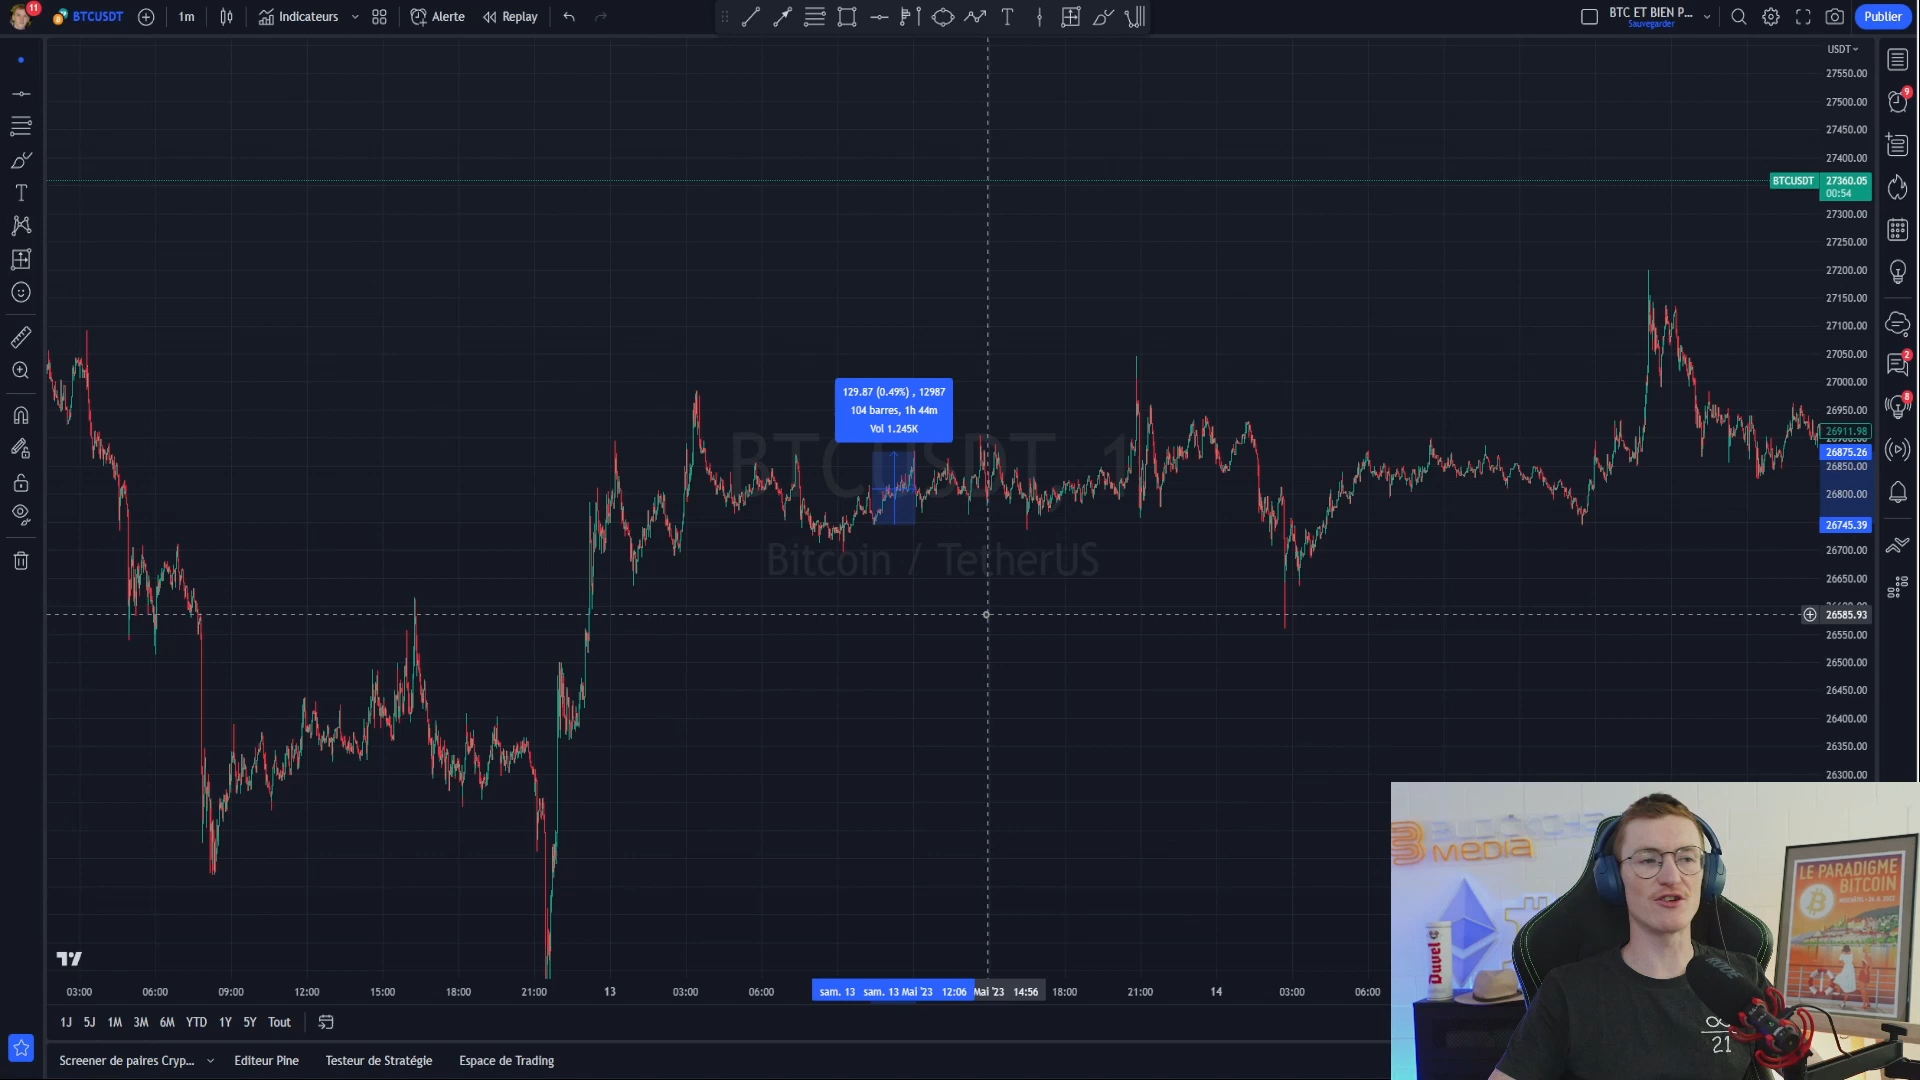 11
BTCUSDT
1m
Indicateurs
Alerte
Replay
BTC ET BIEN P...
Sauvegarder
Publier
USDT
27550.00
27500.00
27450.00
27400.00
BTCUSDT
27360.05
00:54
27300.00
27250.00
27200.00
27150.00
27100.00
27050.00
27000.00
26950.00
26911.98
26875.26
26850.00
26800.00
26745.39
26700.00
26650.00
26585.93
26550.00
26500.00
26450.00
26400.00
26350.00
26300.00
9
2
8
129.87 (0.49%) , 12987
104 barres, 1h 44m
Vol 1.245K
BTCUSDT, 1
Bitcoin / TetherUS
03:00
06:00
09:00
12:00
15:00
18:00
21:00
13
03:00
06:00
sam. 13
sam. 13 Mai '23
12:06
Mai '23
14:56
18:00
21:00
14
03:00
06:00
1J
5J
1M
3M
6M
YTD
1Y
5Y
Tout
Screener de paires Cryp...
Editeur Pine
Testeur de Stratégie
Espace de Trading
MEDIA
LE PARADIGME
BITCOIN
Duvel
RØDE
∞
21